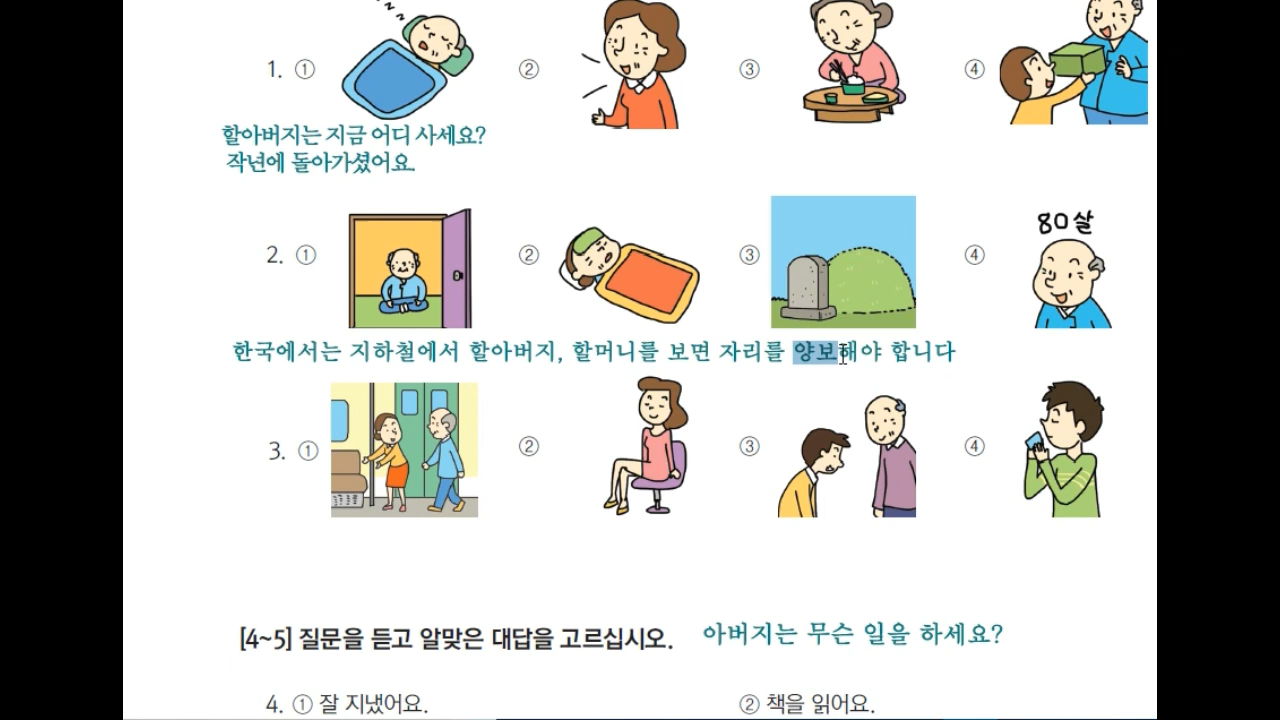 z z z
1. ① ② ③ ④
할아버지는 지금 어디 사세요?
작년에 돌아가셨어요.
80살
2. ① ② ③ ④
한국에서는 지하철에서 할아버지, 할머니를 보면 자리를 양보해야 합니다
3. ① ② ③ ④
[4~5] 질문을 듣고 알맞은 대답을 고르십시오. 아버지는 무슨 일을 하세요?
4. ① 잘 지냈어요. ② 책을 읽어요.